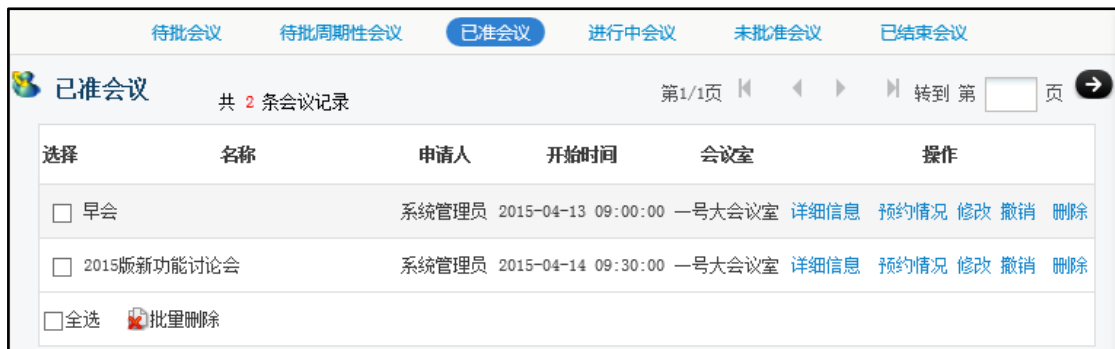 待批会议 待批周期性会议 已准会议 进行中会议 未批准会议 已结束会议
已准会议 共 2 条会议记录 第1/1页 转到 第 页
选择 名称 申请人 开始时间 会议室 操作
早会 系统管理员 2015-04-13 09:00:00 一号大会议室 详细信息 预约情况 修改 撤销 删除
2015版新功能讨论会 系统管理员 2015-04-14 09:30:00 一号大会议室 详细信息 预约情况 修改 撤销 删除
全选 批量删除